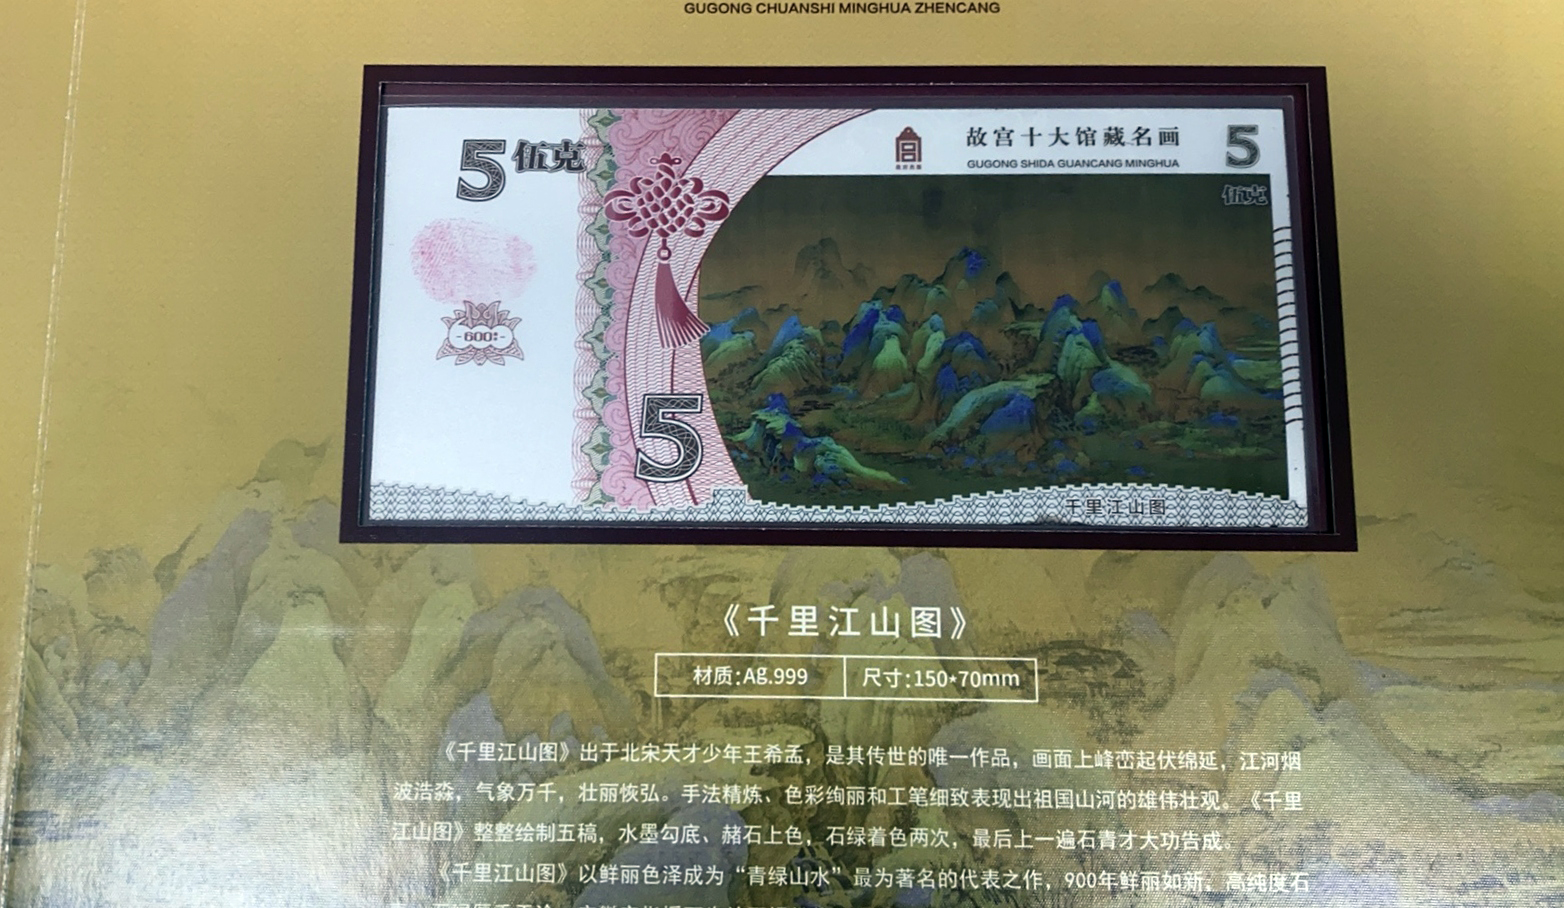 GUGONG CHUANSHI MINGHUA ZHENCANG
5 伍克
故宫十大馆藏名画
GUGONG SHIDA GUANCANG MINGHUA
5
伍克
5
千里江山图
《千里江山图》
材质:Ag.999 尺寸:150*70mm
《千里江山图》出于北宋天才少年王希孟，是其传世的唯一作品，画面上峰峦起伏绵延，江河烟
波浩淼，气象万千，壮丽恢弘。手法精炼、色彩绚丽和工笔细致表现出祖国山河的雄伟壮观。《千里
江山图》整整绘制五稿，水墨勾底、赭石上色，石绿着色两次，最后上一遍石青才大功告成。
《千里江山图》以鲜丽色泽成为“青绿山水”最为著名的代表之作，900年鲜丽如新。高纯度石